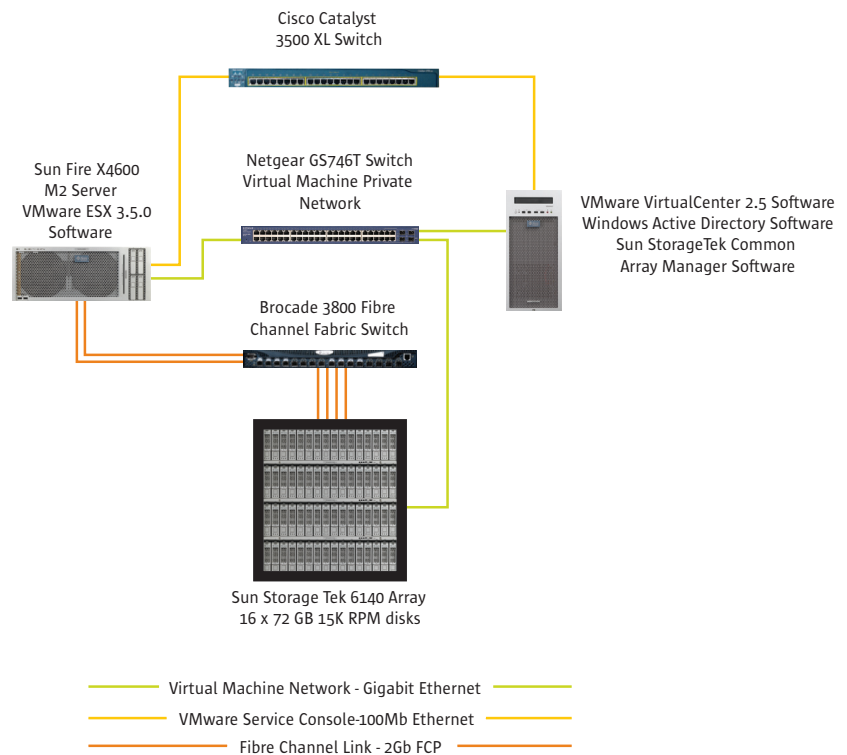 Cisco Catalyst
3500 XL Switch
Sun Fire X4600
M2 Server
VMware ESX 3.5.0
Software
Netgear GS746T Switch
Virtual Machine Private
Network
VMware VirtualCenter 2.5 Software
Windows Active Directory Software
Sun StorageTek Common
Array Manager Software
Brocade 3800 Fibre
Channel Fabric Switch
Sun Storage Tek 6140 Array
16 x 72 GB 15K RPM disks
Virtual Machine Network - Gigabit Ethernet
VMware Service Console-100Mb Ethernet
Fibre Channel Link - 2Gb FCP